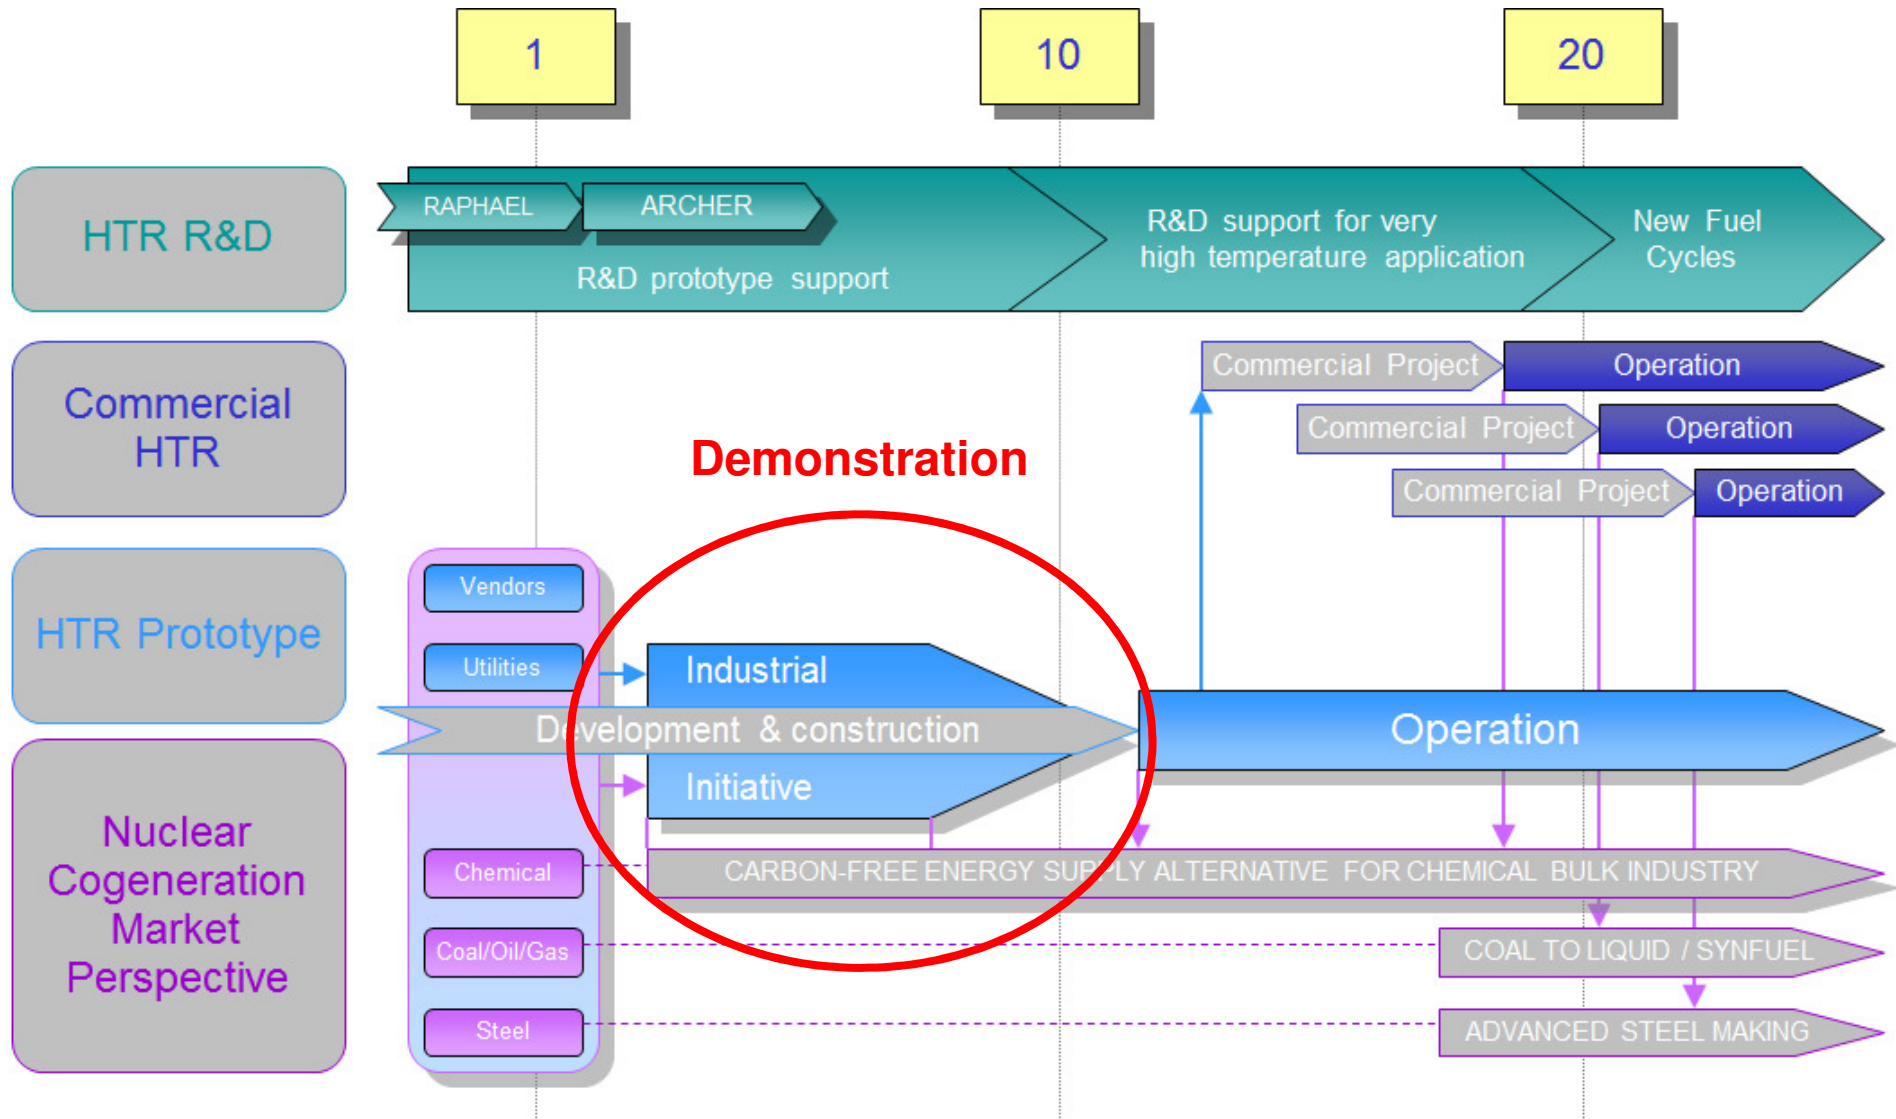 1
10
20
HTR R&D
RAPHAEL
ARCHER
R&D prototype support
R&D support for very
high temperature application
New Fuel
Cycles
Commercial
HTR
Commercial Project
Operation
Commercial Project
Operation
Commercial Project
Operation
Demonstration
HTR Prototype
Vendors
Utilities
Industrial
Development & construction
Initiative
Operation
Nuclear
Cogeneration
Market
Perspective
Chemical
CARBON-FREE ENERGY SUPPLY ALTERNATIVE FOR CHEMICAL BULK INDUSTRY
Coal/Oil/Gas
COAL TO LIQUID / SYNFUEL
Steel
ADVANCED STEEL MAKING